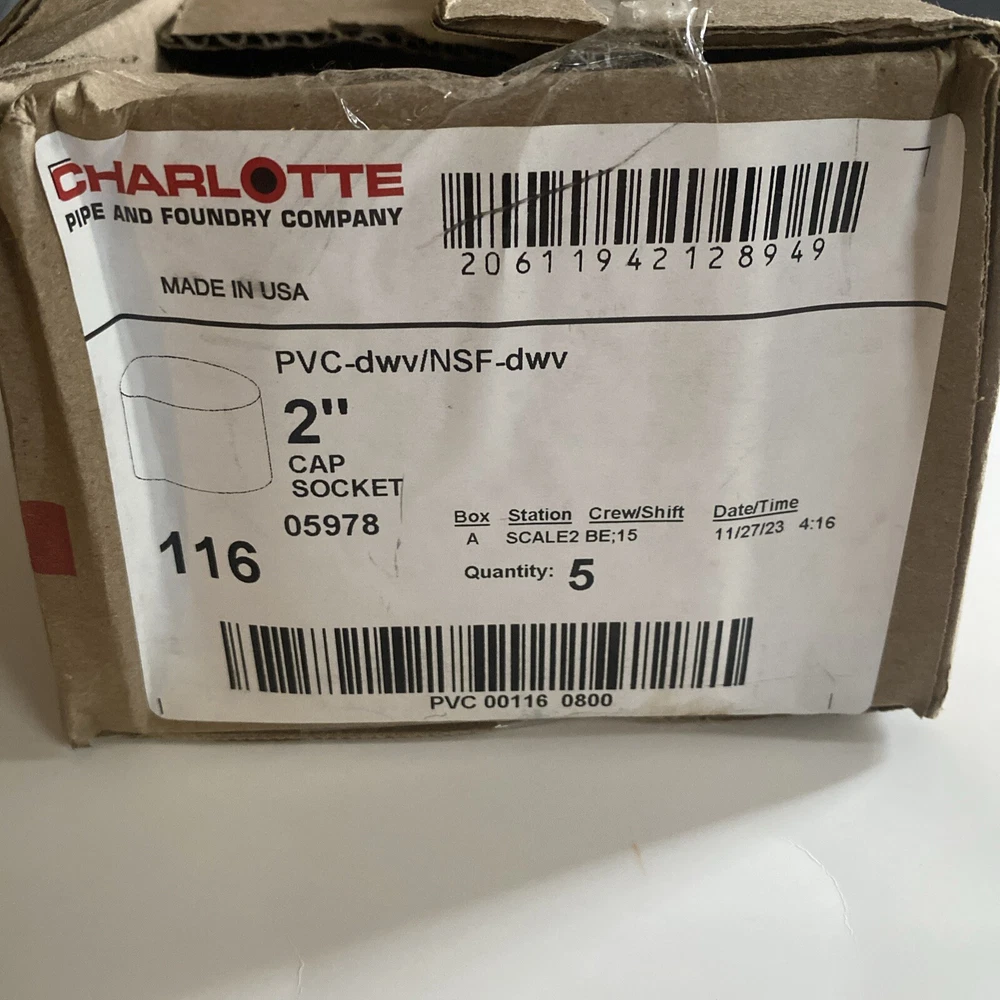 CHARLOTTE
PIPE AND FOUNDRY COMPANY
20611942128949
MADE IN USA
PVC-dwv/NSF-dwv
2"
CAP
SOCKET
05978
116
Box Station Crew/Shift Date/Time
A SCALE2 BE;15 11/27/23 4:16
Quantity: 5
PVC 00116 0800